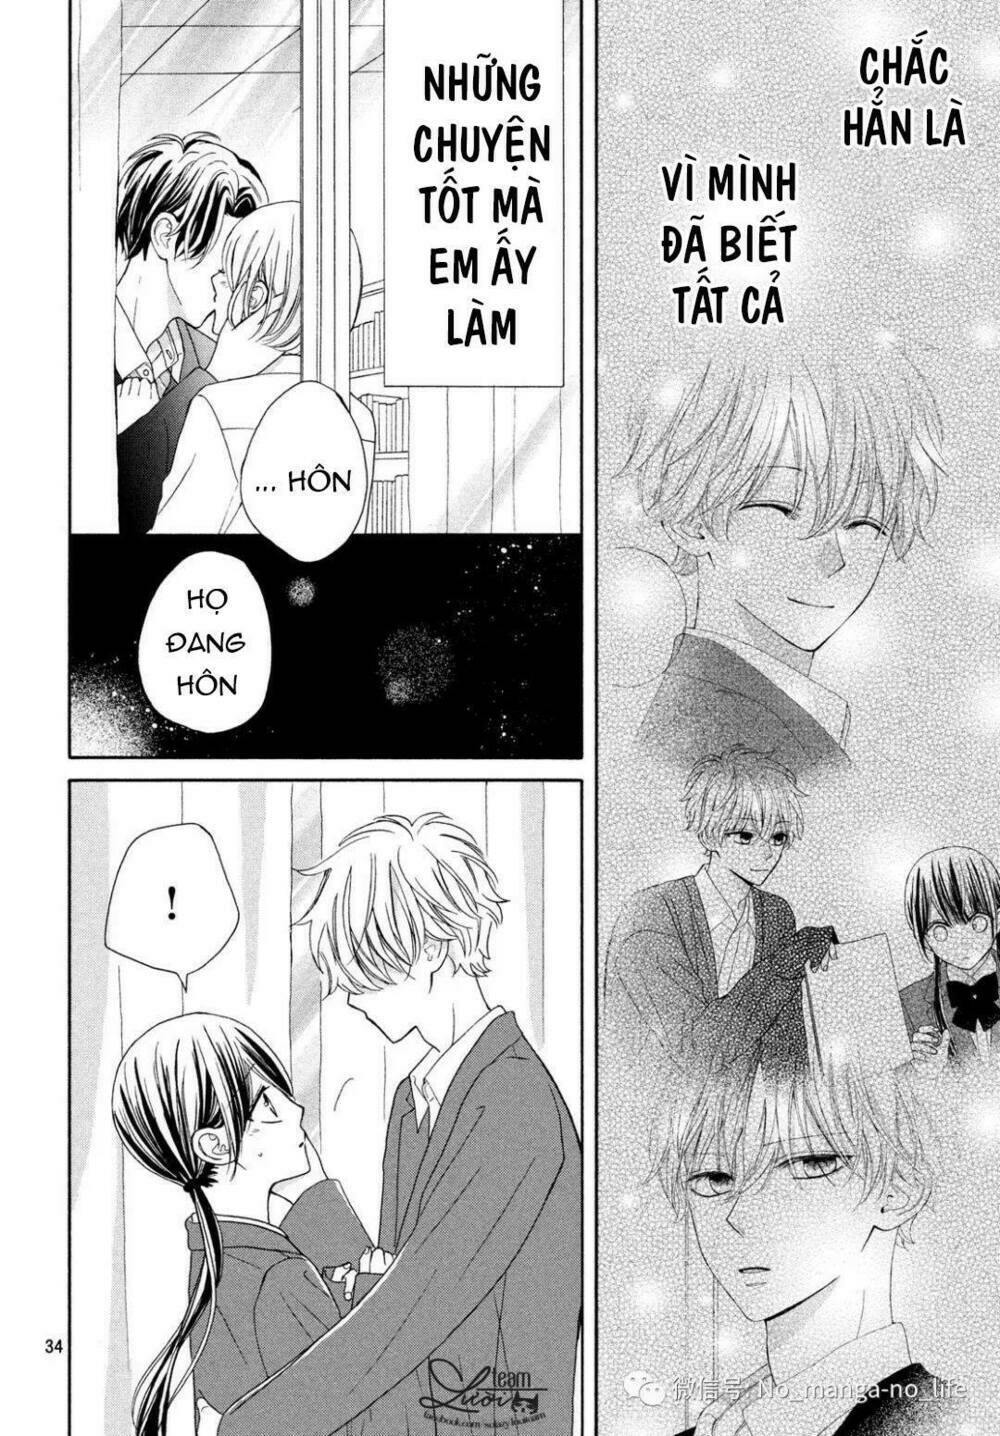 CHẮC
HẲN LÀ
VÌ MÌNH
ĐÃ BIẾT
TẤT CẢ
NHỮNG
CHUYỆN
TỐT MÀ
EM ẤY
LÀM
... HÔN
HỌ
ĐANG
HÔN
!
34
team
Lười
微信号: No_manga-no_life